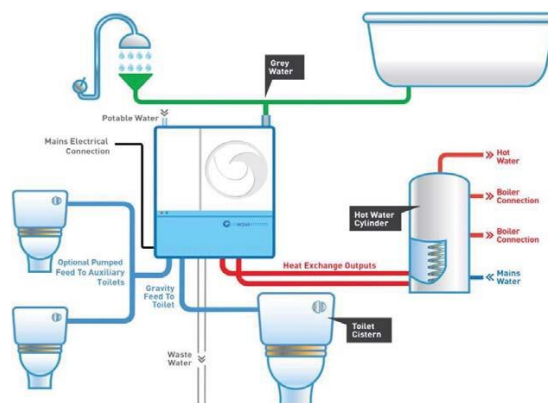 Grey
Water
Potable Water
Mains Electrical
Connection
Hot
Water
Hot Water
Cylinder
Boiler
Connection
Boiler
Connection
Heat Exchange Outputs
Mains
Water
Optional Pumped
Feed To Auxiliary
Toilets
Gravity
Feed To
Toilet
Toilet
Cistern
Waste
Water